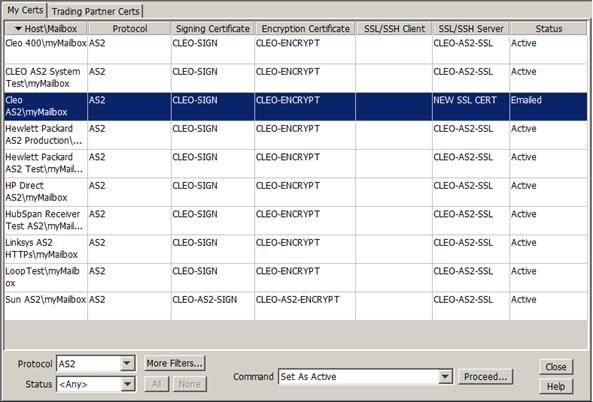 My Certs Trading Partner Certs
Host\Mailbox Protocol Signing Certificate Encryption Certificate SSL/SSH Client SSL/SSH Server Status
Cleo 400\myMailbox AS2 CLEO-SIGN CLEO-ENCRYPT CLEO-AS2-SSL Active
CLEO AS2 System AS2 CLEO-SIGN CLEO-ENCRYPT CLEO-AS2-SSL Active
Test\myMailbox
Cleo AS2 CLEO-SIGN CLEO-ENCRYPT NEW SSL CERT Emailed
AS2\myMailbox
Hewlett Packard AS2 CLEO-SIGN CLEO-ENCRYPT CLEO-AS2-SSL Active
AS2 Production\...
Hewlett Packard AS2 CLEO-SIGN CLEO-ENCRYPT CLEO-AS2-SSL Active
AS2 Test\myMail...
HP Direct AS2 CLEO-SIGN CLEO-ENCRYPT CLEO-AS2-SSL Active
AS2\myMailbox
HubSpan Receiver AS2 CLEO-SIGN CLEO-ENCRYPT CLEO-AS2-SSL Active
Test AS2\myMail...
Linksys AS2 AS2 CLEO-SIGN CLEO-ENCRYPT CLEO-AS2-SSL Active
HTTPs\myMailbox
LoopTest\myMailb AS2 CLEO-SIGN CLEO-ENCRYPT CLEO-AS2-SSL Active
ox
Sun AS2\myMailbox AS2 CLEO-AS2-SIGN CLEO-AS2-ENCRYPT CLEO-AS2-SSL Active
Protocol AS2 More Filters...
Status <Any> All None
Command Set As Active Proceed...
Close
Help